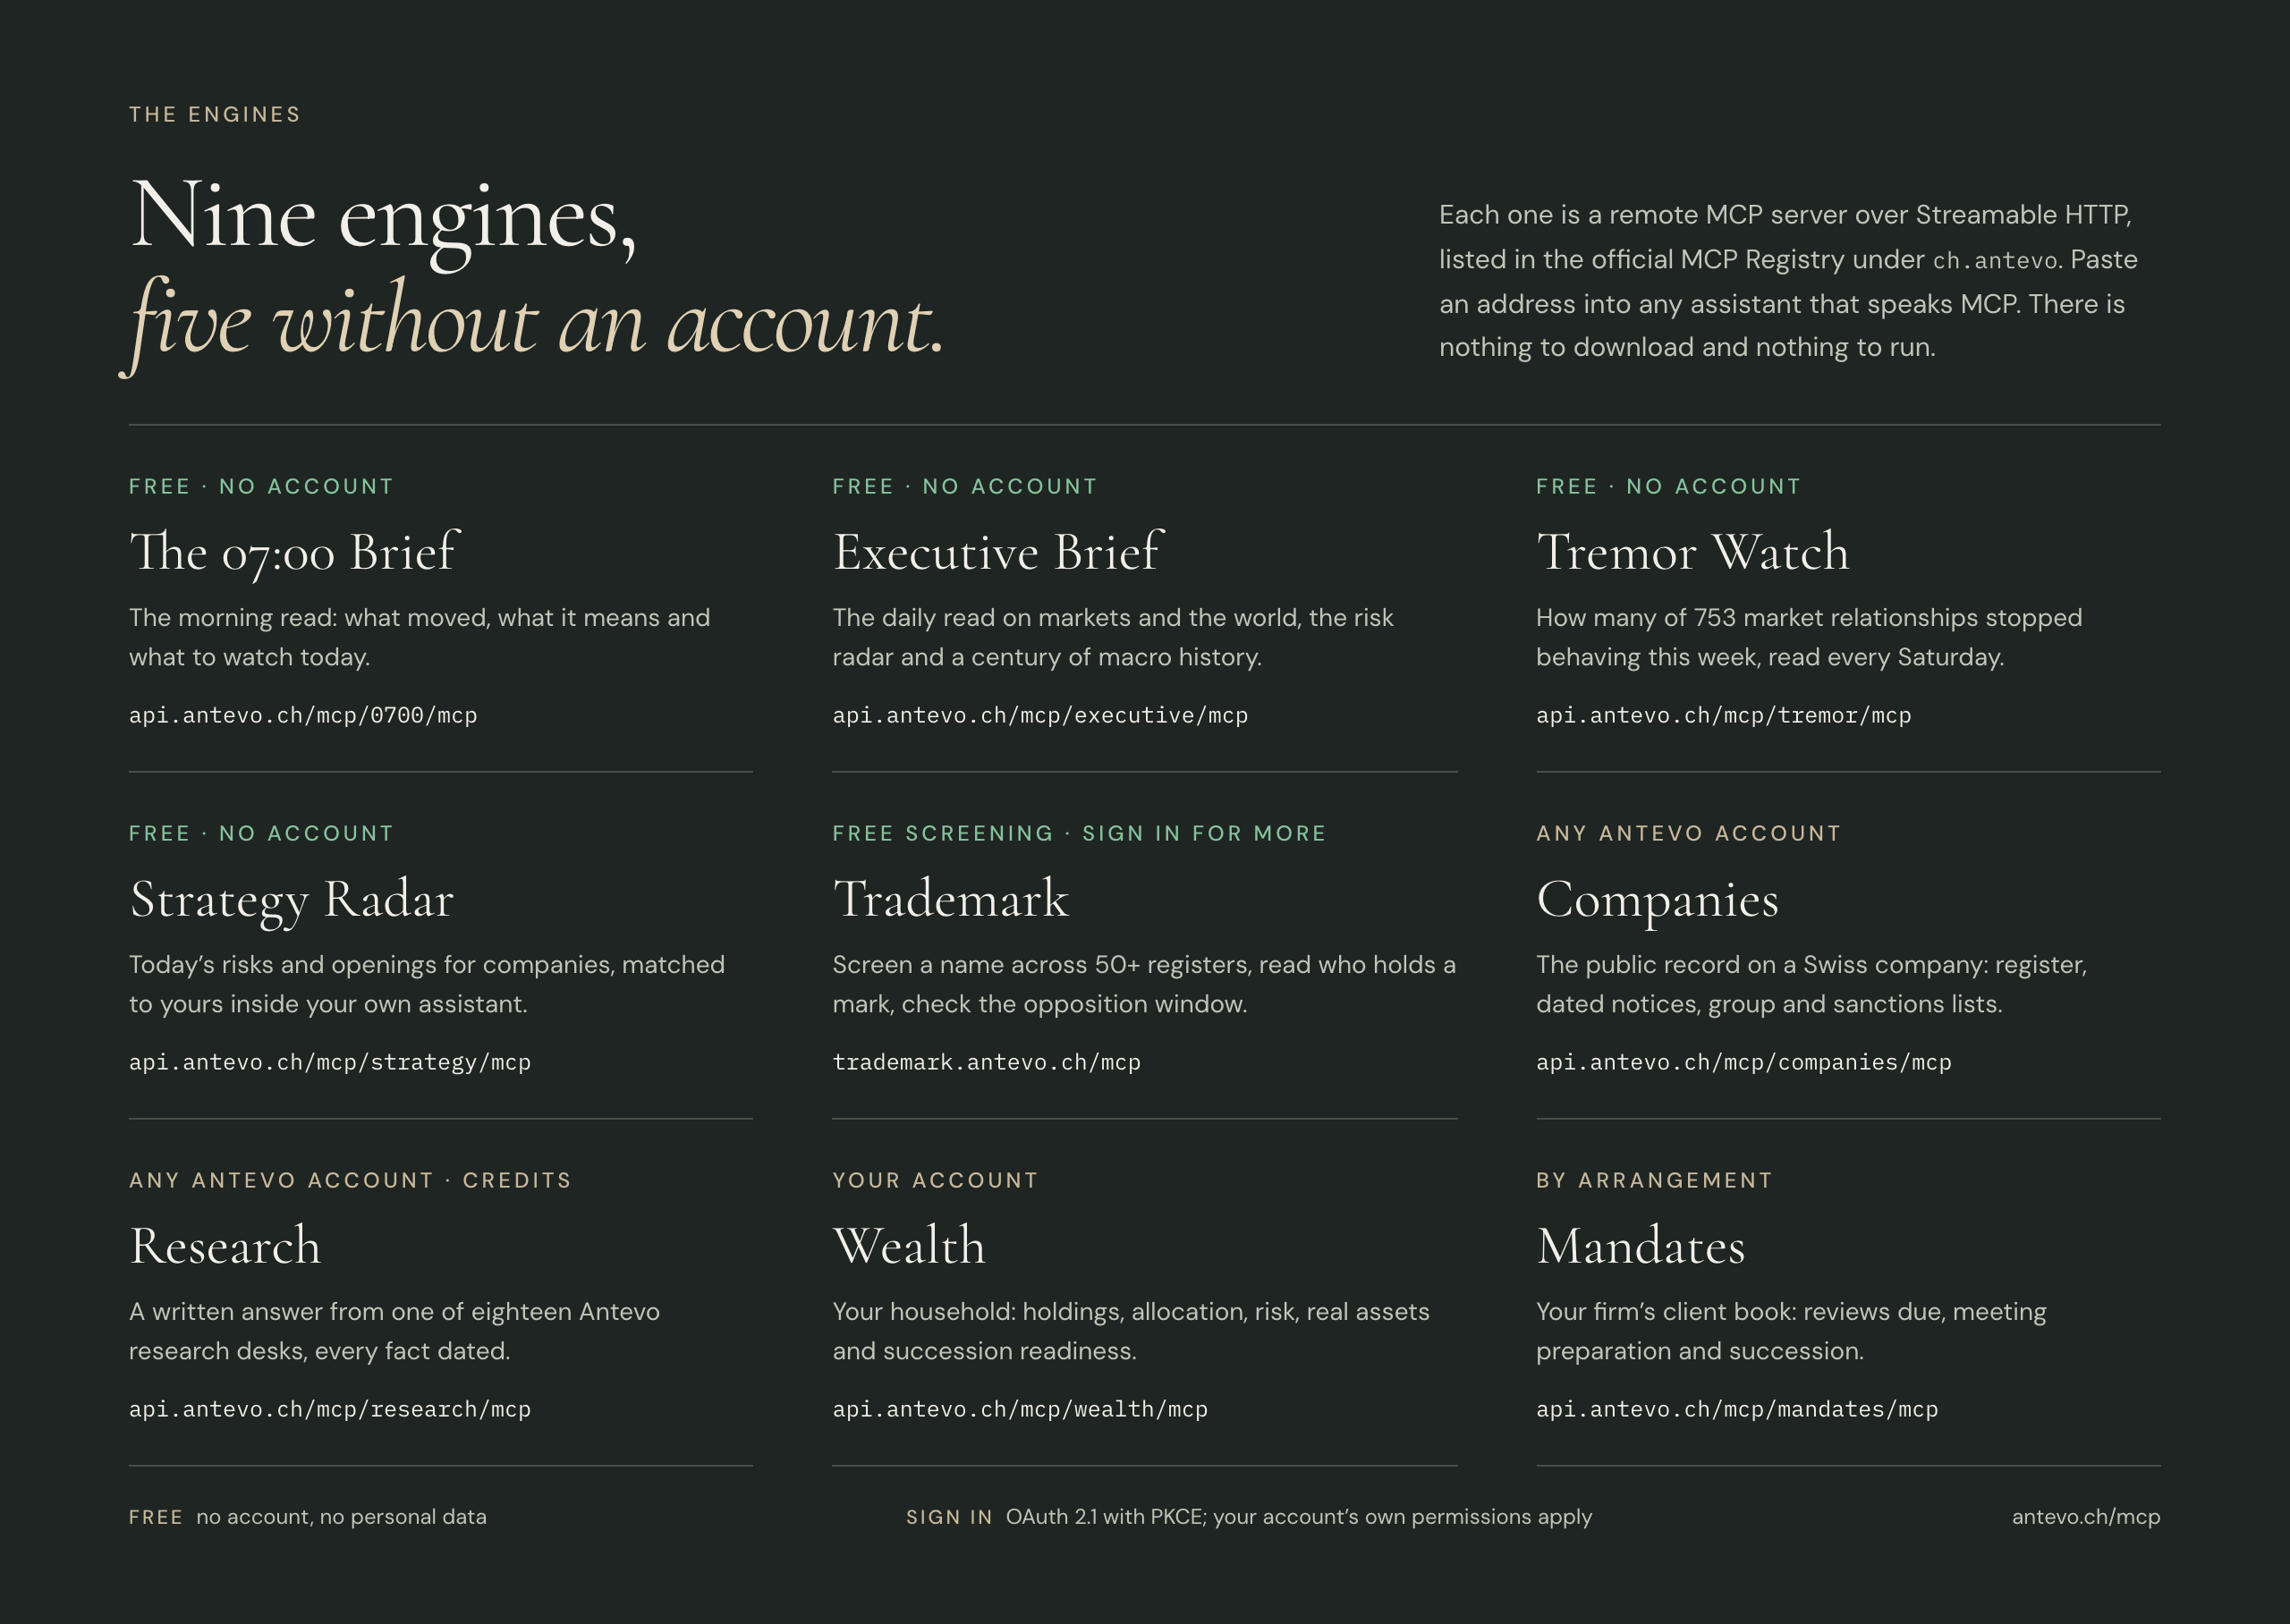 THE ENGINES
Nine engines,
five without an account.
Each one is a remote MCP server over Streamable HTTP,
listed in the official MCP Registry under ch.antevo. Paste
an address into any assistant that speaks MCP. There is
nothing to download and nothing to run.
FREE · NO ACCOUNT
The 07:00 Brief
The morning read: what moved, what it means and
what to watch today.
api.antevo.ch/mcp/0700/mcp
FREE · NO ACCOUNT
Executive Brief
The daily read on markets and the world, the risk
radar and a century of macro history.
api.antevo.ch/mcp/executive/mcp
FREE · NO ACCOUNT
Tremor Watch
How many of 753 market relationships stopped
behaving this week, read every Saturday.
api.antevo.ch/mcp/tremor/mcp
FREE · NO ACCOUNT
Strategy Radar
Today’s risks and openings for companies, matched
to yours inside your own assistant.
api.antevo.ch/mcp/strategy/mcp
FREE SCREENING · SIGN IN FOR MORE
Trademark
Screen a name across 50+ registers, read who holds a
mark, check the opposition window.
trademark.antevo.ch/mcp
ANY ANTEVO ACCOUNT
Companies
The public record on a Swiss company: register,
dated notices, group and sanctions lists.
api.antevo.ch/mcp/companies/mcp
ANY ANTEVO ACCOUNT · CREDITS
Research
A written answer from one of eighteen Antevo
research desks, every fact dated.
api.antevo.ch/mcp/research/mcp
YOUR ACCOUNT
Wealth
Your household: holdings, allocation, risk, real assets
and succession readiness.
api.antevo.ch/mcp/wealth/mcp
BY ARRANGEMENT
Mandates
Your firm’s client book: reviews due, meeting
preparation and succession.
api.antevo.ch/mcp/mandates/mcp
FREE no account, no personal data
SIGN IN OAuth 2.1 with PKCE; your account’s own permissions apply
antevo.ch/mcp